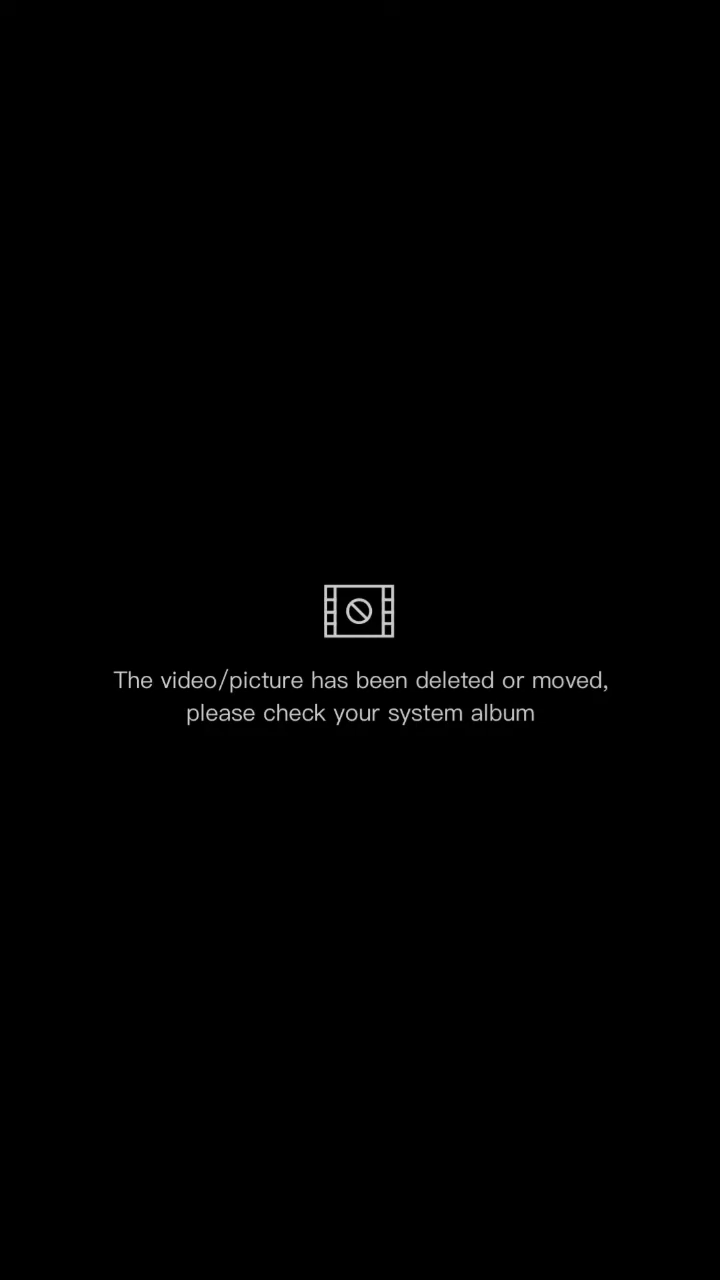 The video/picture has been deleted or moved,
please check your system album